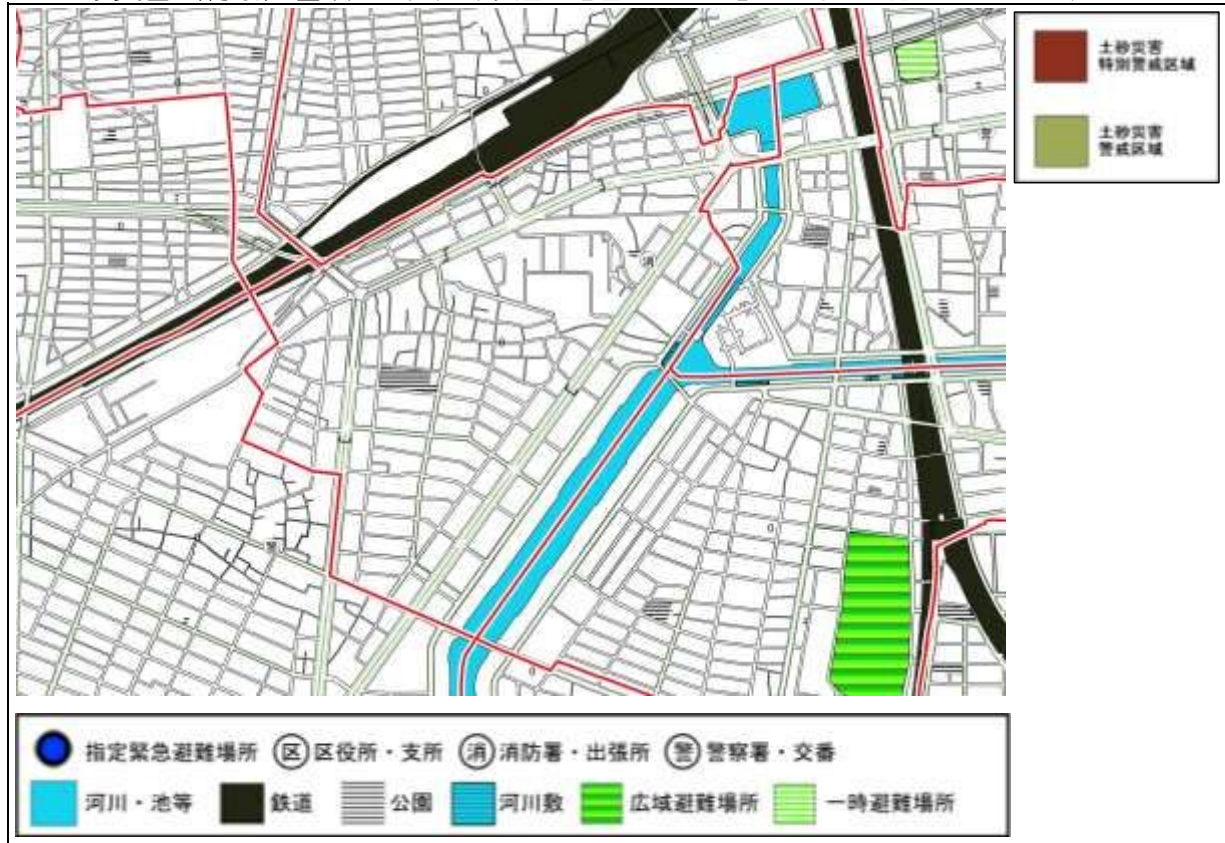 土砂災害
特別警戒区域
土砂災害
警戒区域
消
指定緊急避難場所 区 区役所・支所 消 消防署・出張所 警 警察署・交番
河川・池等 鉄道 公園 河川敷 広域避難場所 一時避難場所